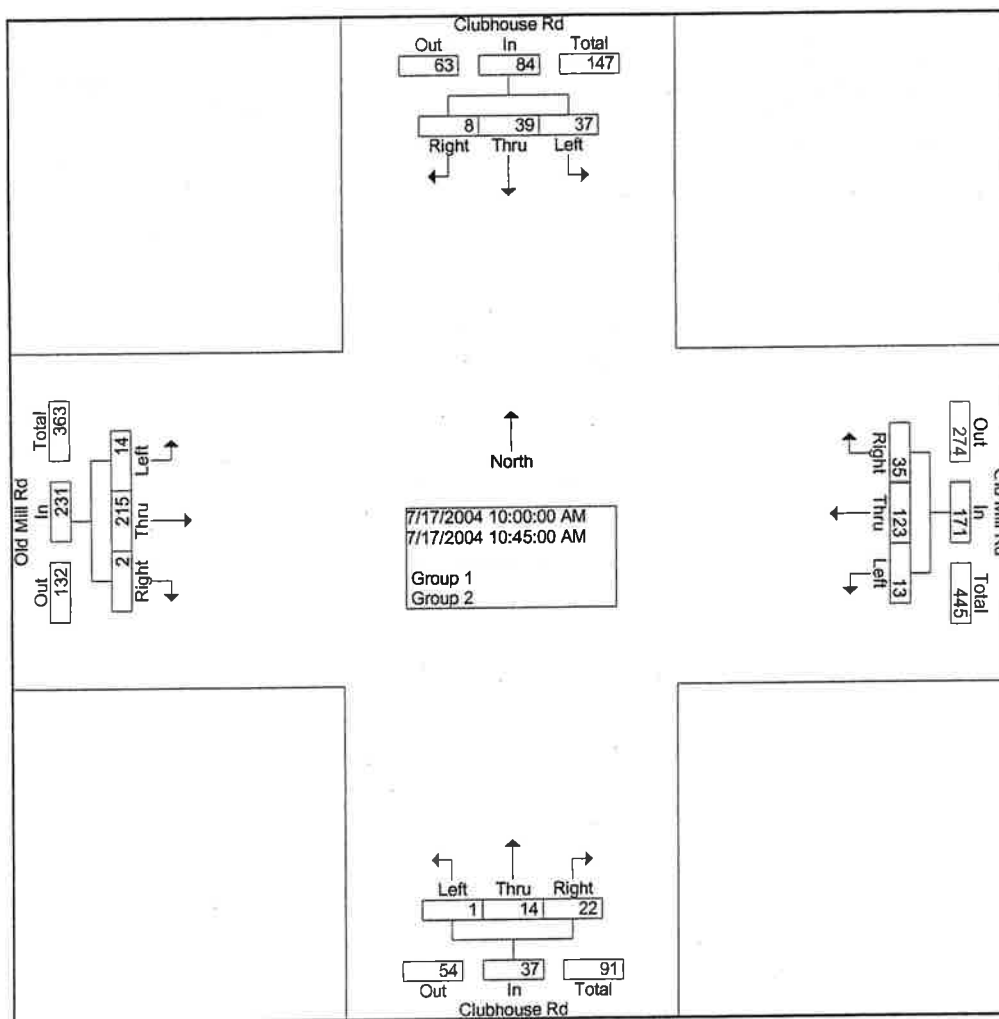 Clubhouse Rd
Out In Total
63 84 147
8 39 37
Right Thru Left
Old Mill Rd
Total In Out
363 231 132
14 215 2
Left Thru Right
North
7/17/2004 10:00:00 AM
7/17/2004 10:45:00 AM
Group 1
Group 2
Right Thru Left
35 123 13
Out In Total
274 171 445
Old Mill Rd
Left Thru Right
1 14 22
54 37 91
Out In Total
Clubhouse Rd